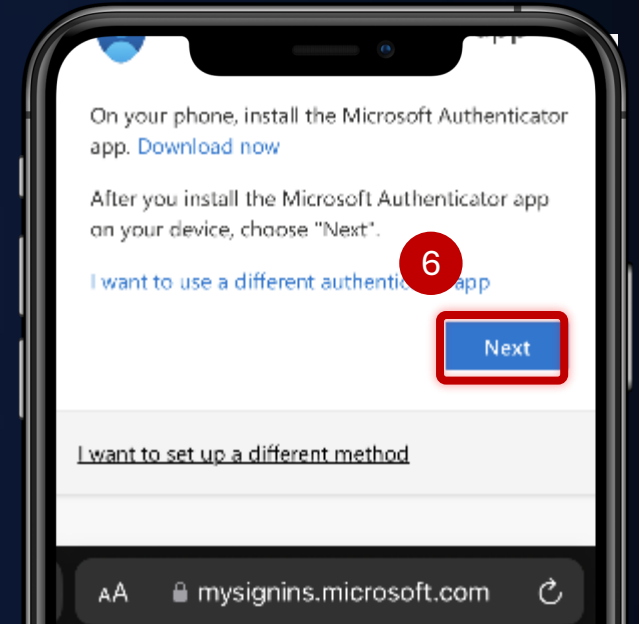 On your phone, install the Microsoft Authenticator
app. Download now
After you install the Microsoft Authenticator app
on your device, choose "Next".
6
I want to use a different app
Next
I want to set up a different method
AA mysignins.microsoft.com